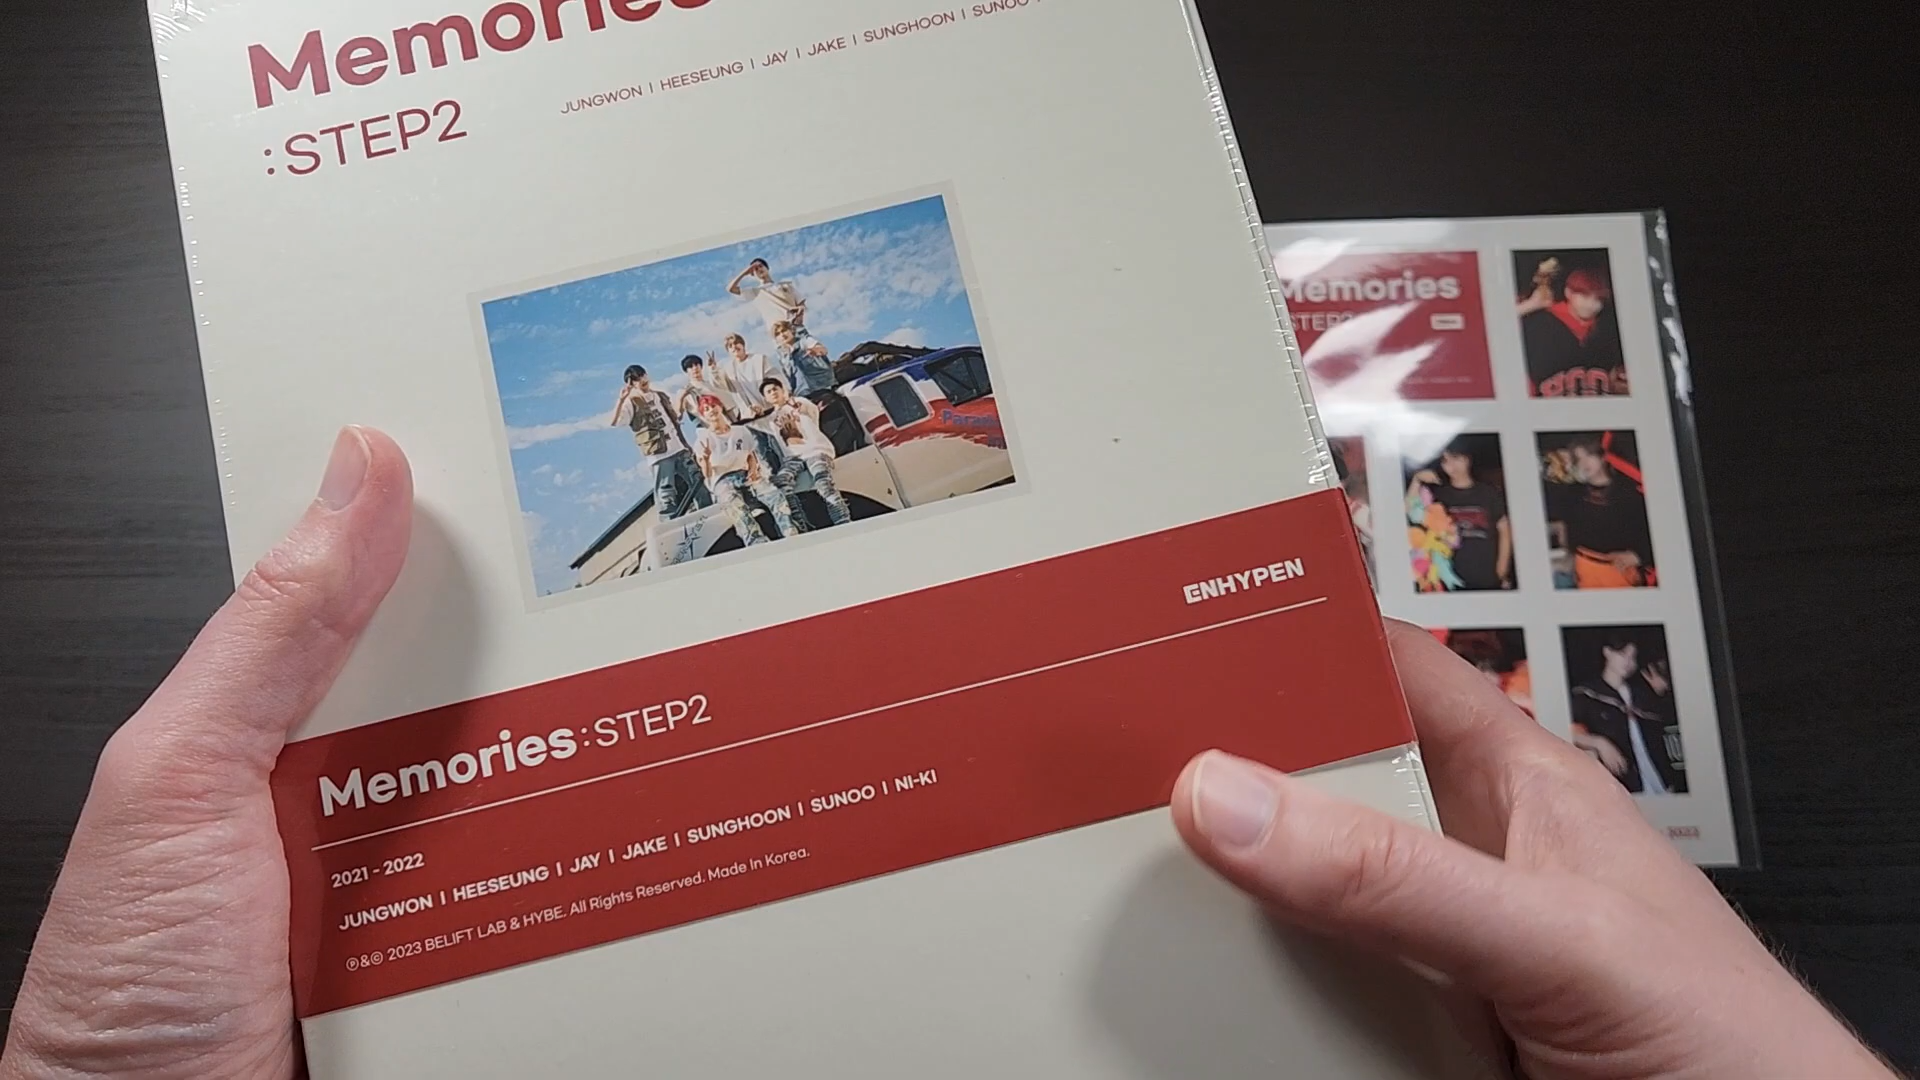 Memories
:STEP2
JUNGWON I HEESEUNG I JAY I JAKE I SUNGHOON I SUNOO I
ENHYPEN
Memories:STEP2
2021 - 2022
JUNGWON I HEESEUNG I JAY I JAKE I SUNGHOON I SUNOO I NI-KI
℗&© 2023 BELIFT LAB & HYBE. All Rights Reserved. Made In Korea.
Memories
:STEP2
2022